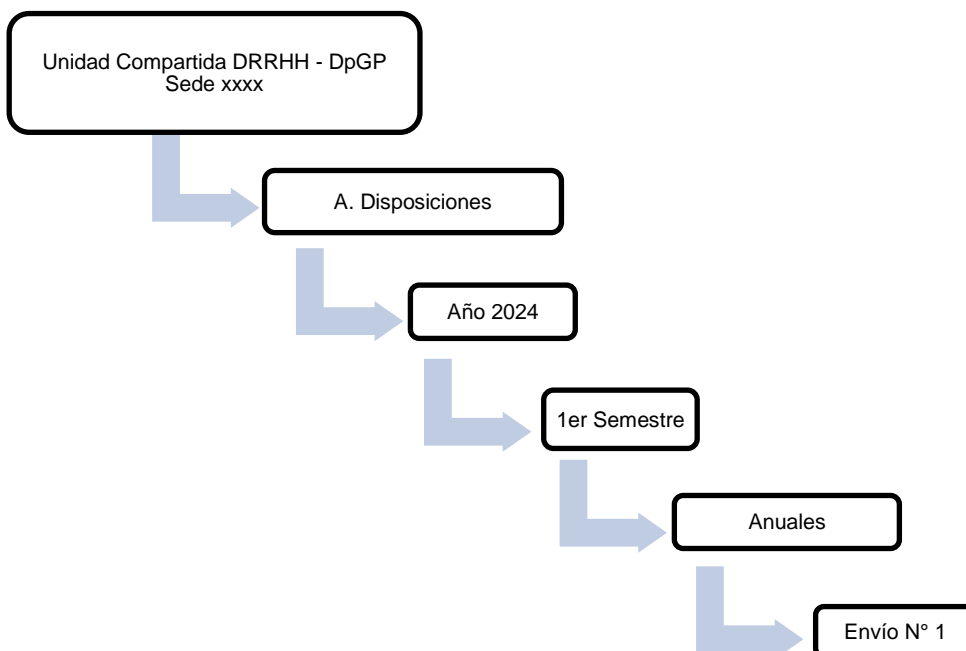 Unidad Compartida DRRHH - DpGP
Sede xxxx
A. Disposiciones
Año 2024
1er Semestre
Anuales
Envío N° 1